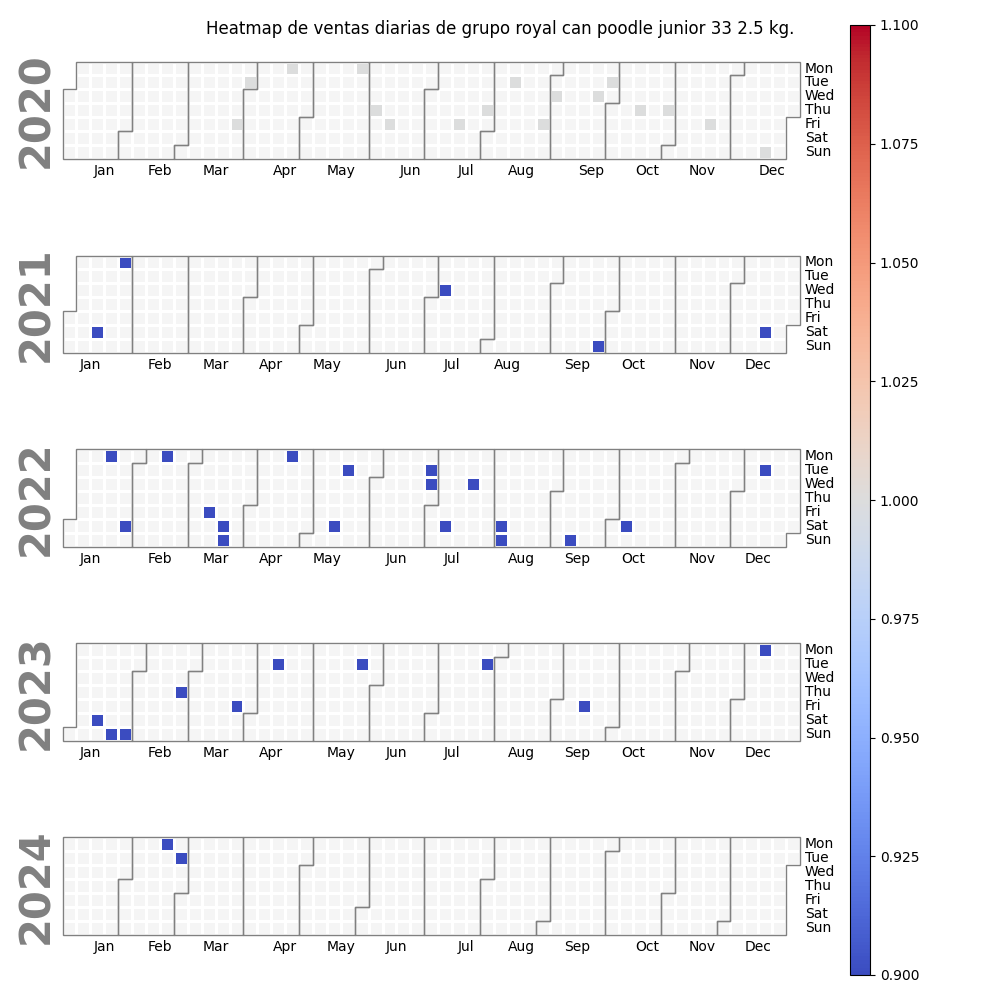 Heatmap de ventas diarias de grupo royal can poodle junior 33 2.5 kg.
2020
Mon
Tue
Wed
Thu
Fri
Sat
Sun
Jan Feb Mar Apr May Jun Jul Aug Sep Oct Nov Dec
2021
Mon
Tue
Wed
Thu
Fri
Sat
Sun
Jan Feb Mar Apr May Jun Jul Aug Sep Oct Nov Dec
2022
Mon
Tue
Wed
Thu
Fri
Sat
Sun
Jan Feb Mar Apr May Jun Jul Aug Sep Oct Nov Dec
2023
Mon
Tue
Wed
Thu
Fri
Sat
Sun
Jan Feb Mar Apr May Jun Jul Aug Sep Oct Nov Dec
2024
Mon
Tue
Wed
Thu
Fri
Sat
Sun
Jan Feb Mar Apr May Jun Jul Aug Sep Oct Nov Dec
1.100
1.075
1.050
1.025
1.000
0.975
0.950
0.925
0.900